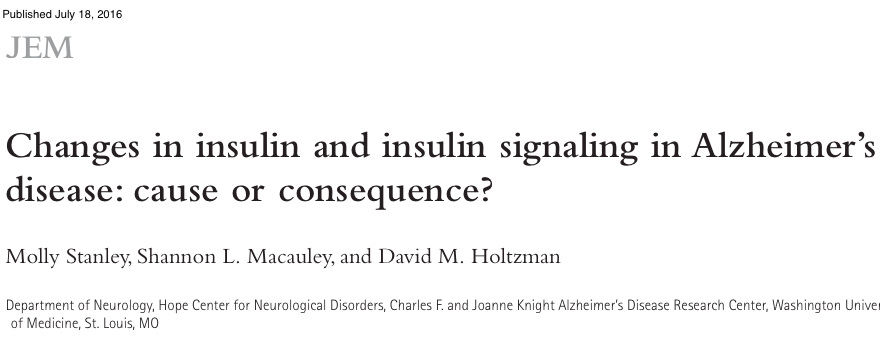 Published July 18, 2016
JEM
Changes in insulin and insulin signaling in Alzheimer’s
disease: cause or consequence?
Molly Stanley, Shannon L. Macauley, and David M. Holtzman
Department of Neurology, Hope Center for Neurological Disorders, Charles F. and Joanne Knight Alzheimer’s Disease Research Center, Washington
of Medicine, St. Louis, MO